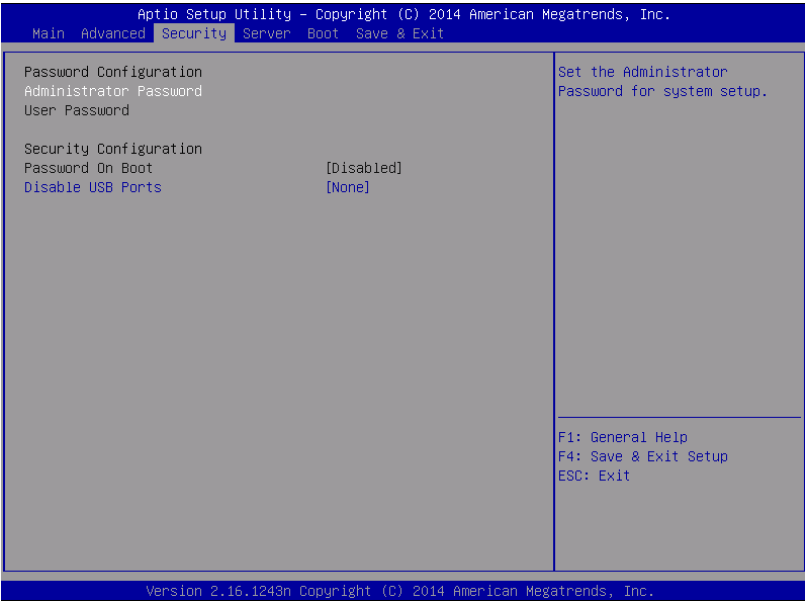 Aptio Setup Utility – Copyright (C) 2014 American Megatrends, Inc.
Main Advanced Security Server Boot Save & Exit
Password Configuration
Administrator Password
User Password
Security Configuration
Password On Boot [Disabled]
Disable USB Ports [None]
Set the Administrator
Password for system setup.
F1: General Help
F4: Save & Exit Setup
ESC: Exit
Version 2.16.1243n Copyright (C) 2014 American Megatrends, Inc.